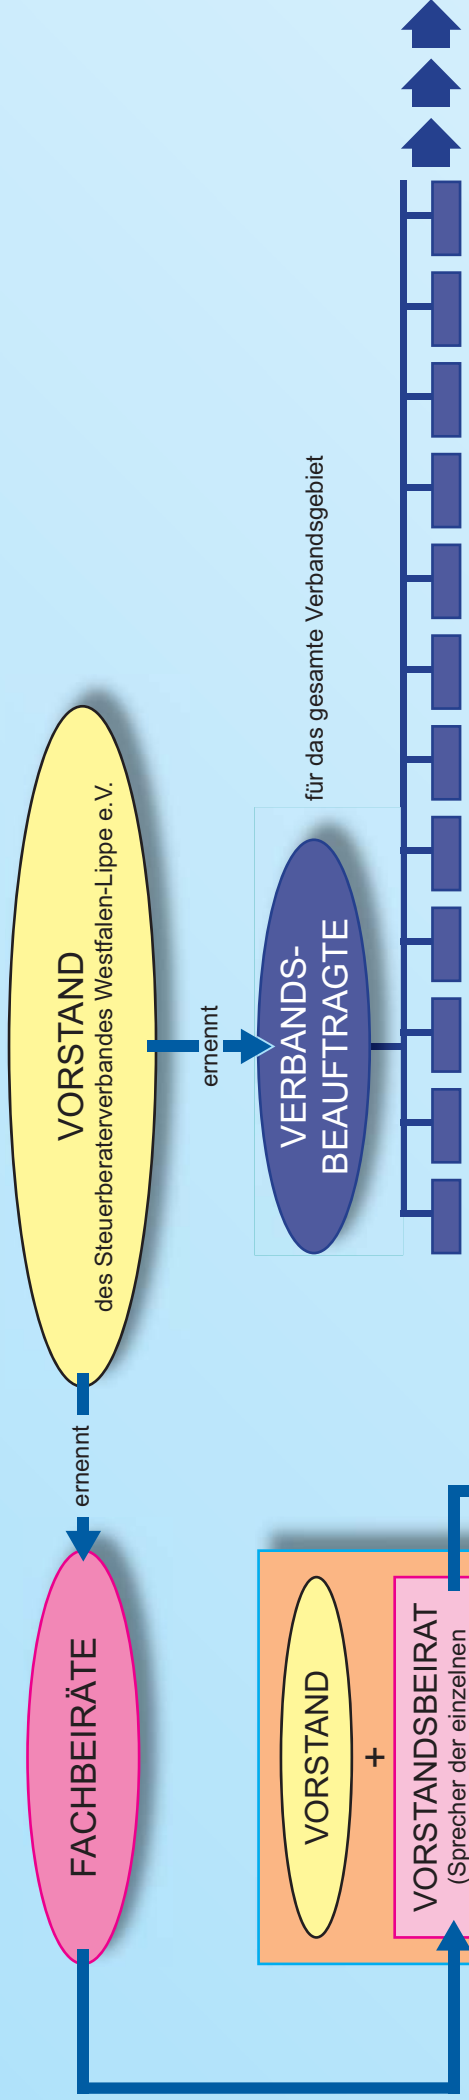 VORSTAND
des Steuerberaterverbandes Westfalen-Lippe e.V.
ernennt
FACHBEIRÄTE
ernennt
VERBANDS-
BEAUFTRAGTE
für das gesamte Verbandsgebiet
VORSTAND
+
VORSTANDSBEIRAT
(Sprecher der einzelnen